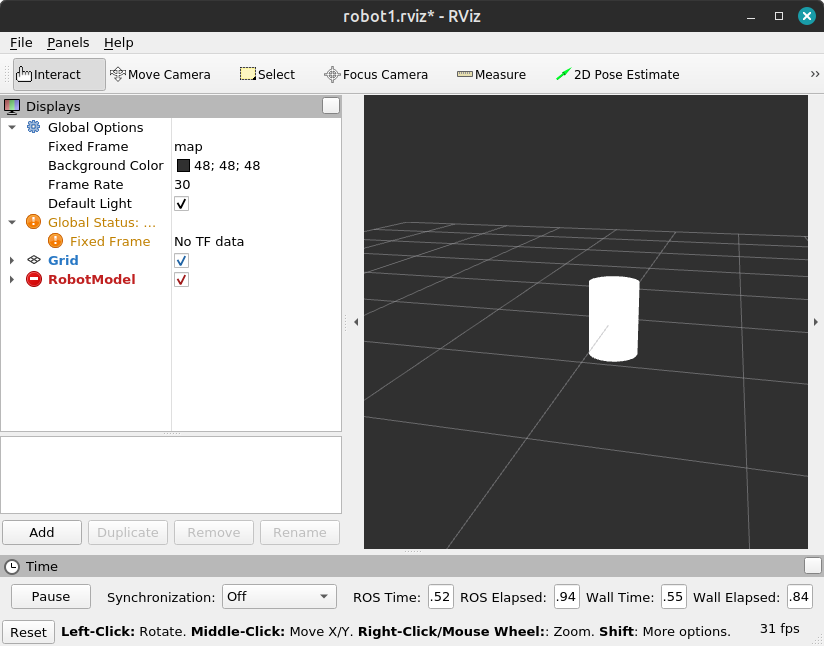 robot1.rviz* - RViz
File Panels Help
Interact Move Camera Select Focus Camera Measure 2D Pose Estimate »
Displays
Global Options
Fixed Frame map
Background Color 48; 48; 48
Frame Rate 30
Default Light
Global Status: ...
Fixed Frame No TF data
Grid
RobotModel
Add Duplicate Remove Rename
Time
Pause Synchronization: Off ROS Time: .52 ROS Elapsed: .94 Wall Time: .55 Wall Elapsed: .84
Reset Left-Click: Rotate. Middle-Click: Move X/Y. Right-Click/Mouse Wheel:: Zoom. Shift: More options. 31 fps